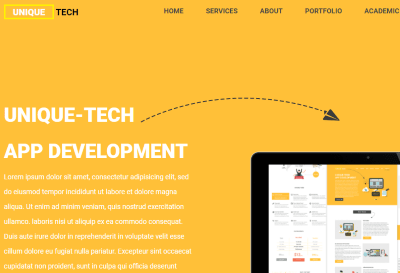 UNIQUE TECH
HOME SERVICES ABOUT PORTFOLIO ACADEMIC
UNIQUE-TECH
APP DEVELOPMENT
Lorem ipsum dolor sit amet, consectetur adipisicing elit, sed
do eiusmod tempor incididunt ut labore et dolore magna
aliqua. Ut enim ad minim veniam, quis nostrud exercitation
ullamco. laboris nisi ut aliquip ex ea commodo consequat.
Duis aute irure dolor in reprehenderit in voluptate velit esse
cillum dolore eu fugiat nulla pariatur. Excepteur sint occaecat
cupidatat non proident, sunt in culpa qui officia deserunt